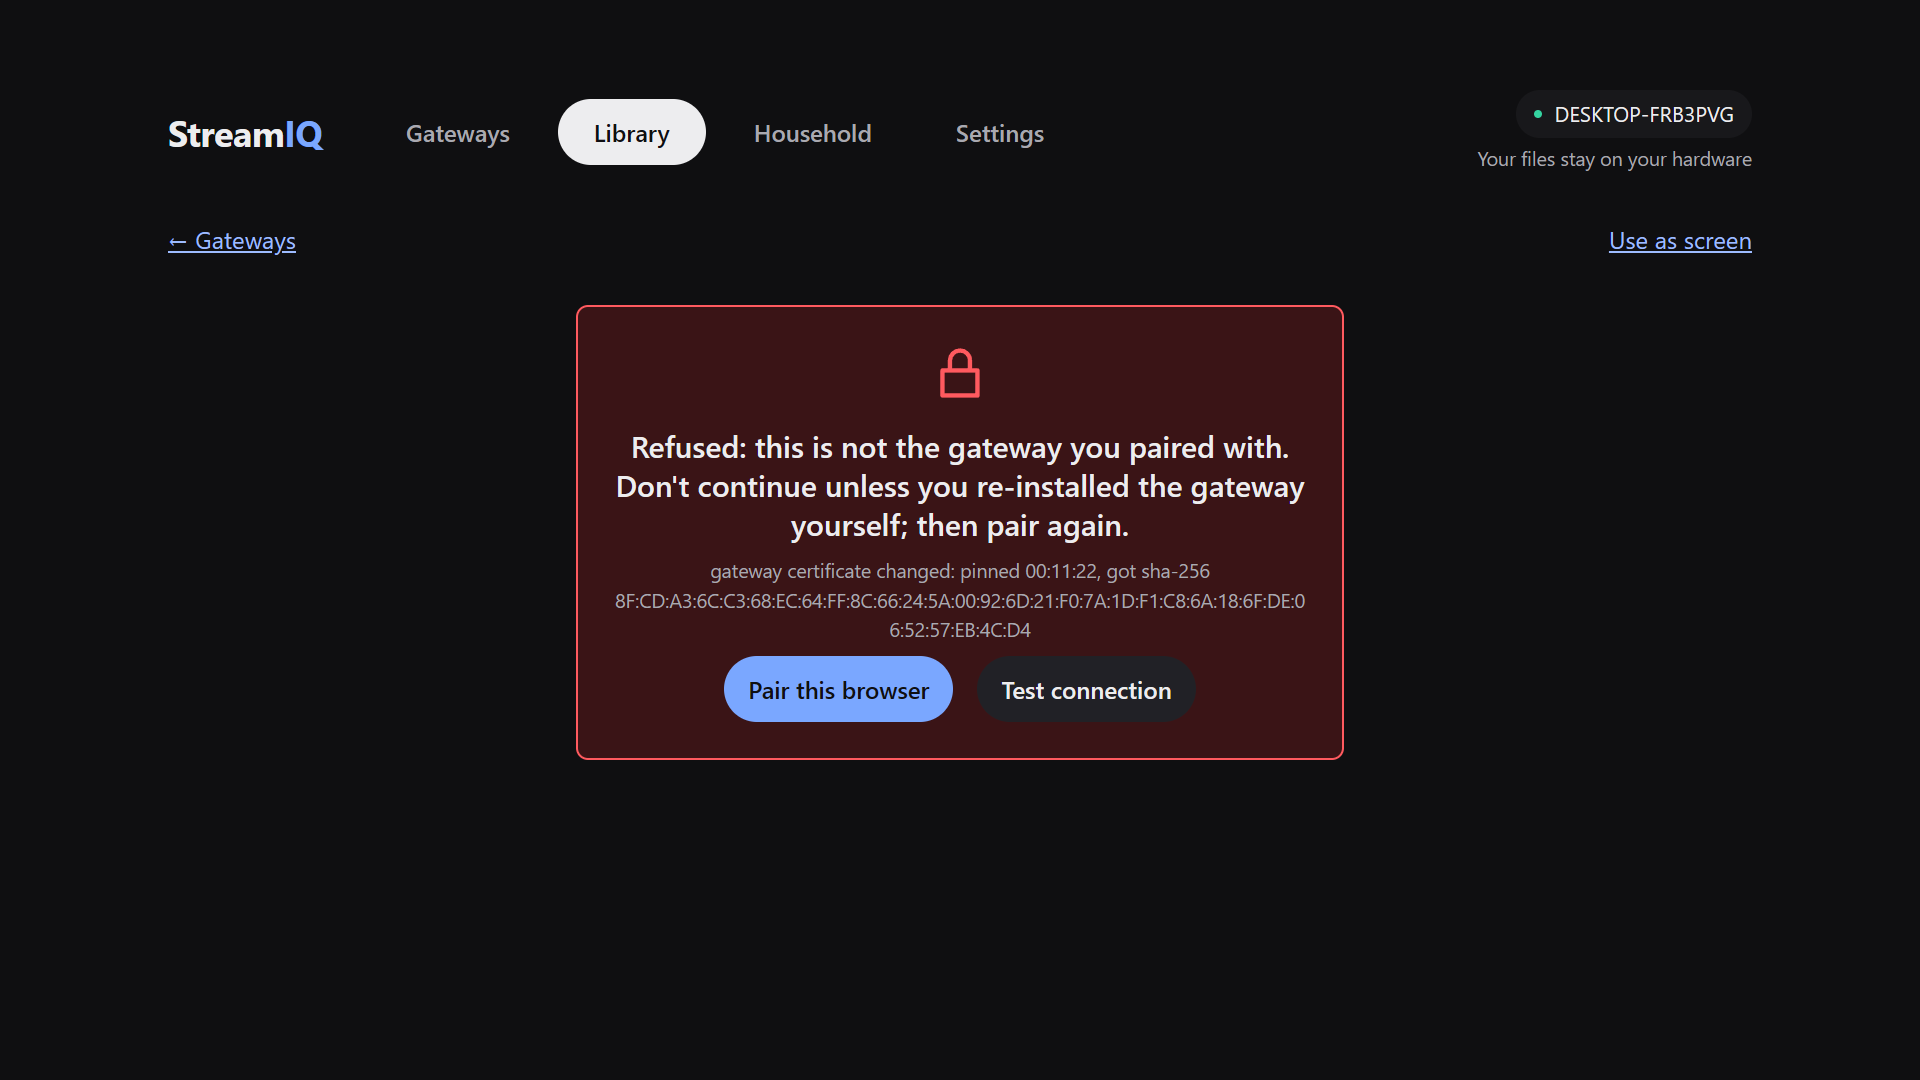 StreamIQ
Gateways
Library
Household
Settings
DESKTOP-FRB3PVG
Your files stay on your hardware
← Gateways
Use as screen
Refused: this is not the gateway you paired with.
Don't continue unless you re-installed the gateway
yourself; then pair again.
gateway certificate changed: pinned 00:11:22, got sha-256
8F:CD:A3:6C:C3:68:EC:64:FF:8C:66:24:5A:00:92:6D:21:F0:7A:1D:F1:C8:6A:18:6F:DE:0
6:52:57:EB:4C:D4
Pair this browser
Test connection